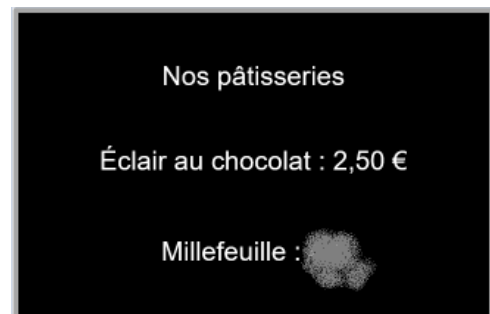 Nos pâtisseries
Éclair au chocolat : 2,50 €
Millefeuille :